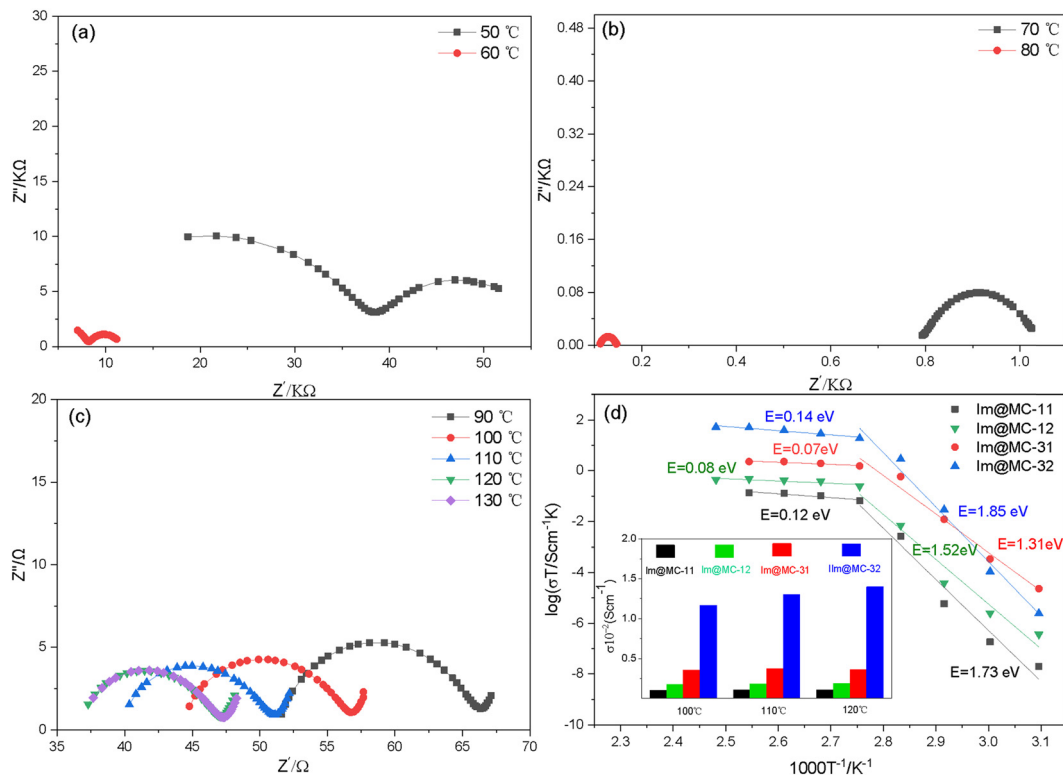 (a)
50 ℃
60 ℃
30
25
20
15
10
5
0
Z"/KΩ
10
20
30
40
50
Z'/KΩ
(b)
70 ℃
80 ℃
0.48
0.40
0.32
0.24
0.16
0.08
0.00
Z"/KΩ
0.2
0.4
0.6
0.8
1.0
Z'/KΩ
(c)
90 ℃
100 ℃
110 ℃
120 ℃
130 ℃
20
15
10
5
0
Z"/Ω
35
40
45
50
55
60
65
70
75
Z'/Ω
(d)
Im@MC-11
Im@MC-12
Im@MC-31
Im@MC-32
E=0.14 eV
E=0.07eV
E=0.08 eV
E=0.12 eV
E=1.85 eV
E=1.31eV
E=1.52eV
E=1.73 eV
2
0
-2
-4
-6
-8
-10
log(σT/Scm⁻¹K)
2.3
2.4
2.5
2.6
2.7
2.8
2.9
3.0
3.1
1000T⁻¹/K⁻¹
2.0
1.5
1.0
0.5
σ10⁻²(Scm⁻¹)
Im@MC-11
Im@MC-12
Im@MC-31
IIm@MC-32
100℃
110℃
120℃